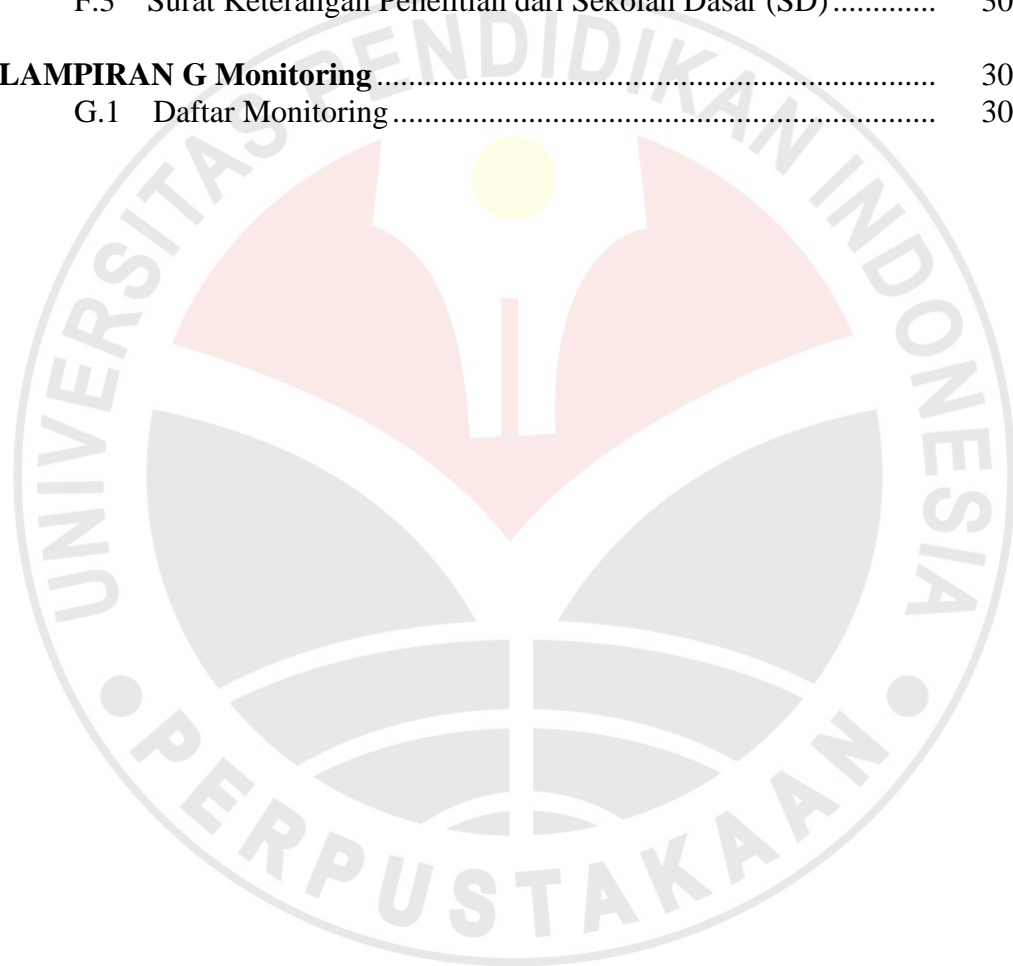 F.3 Surat Keterangan Penelitian dari Sekolah Dasar (SD) ............. 30
LAMPIRAN G Monitoring ........................................................................ 30
G.1 Daftar Monitoring ...................................................................... 30
UNIVERSITAS PENDIDIKAN INDONESIA
PERPUSTAKAAN